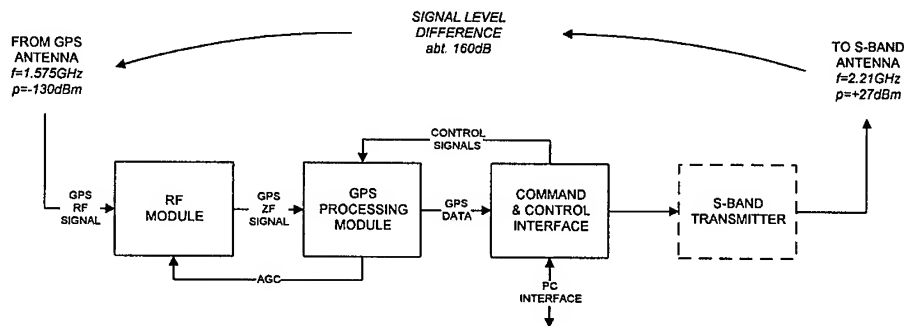 SIGNAL LEVEL
DIFFERENCE
abt. 160dB
FROM GPS
ANTENNA
f=1.575GHz
p=-130dBm
TO S-BAND
ANTENNA
f=2.21GHz
p=+27dBm
CONTROL
SIGNALS
GPS
RF
SIGNAL
RF
MODULE
GPS
ZF
SIGNAL
GPS
PROCESSING
MODULE
GPS
DATA
COMMAND
& CONTROL
INTERFACE
S-BAND
TRANSMITTER
AGC
PC
INTERFACE